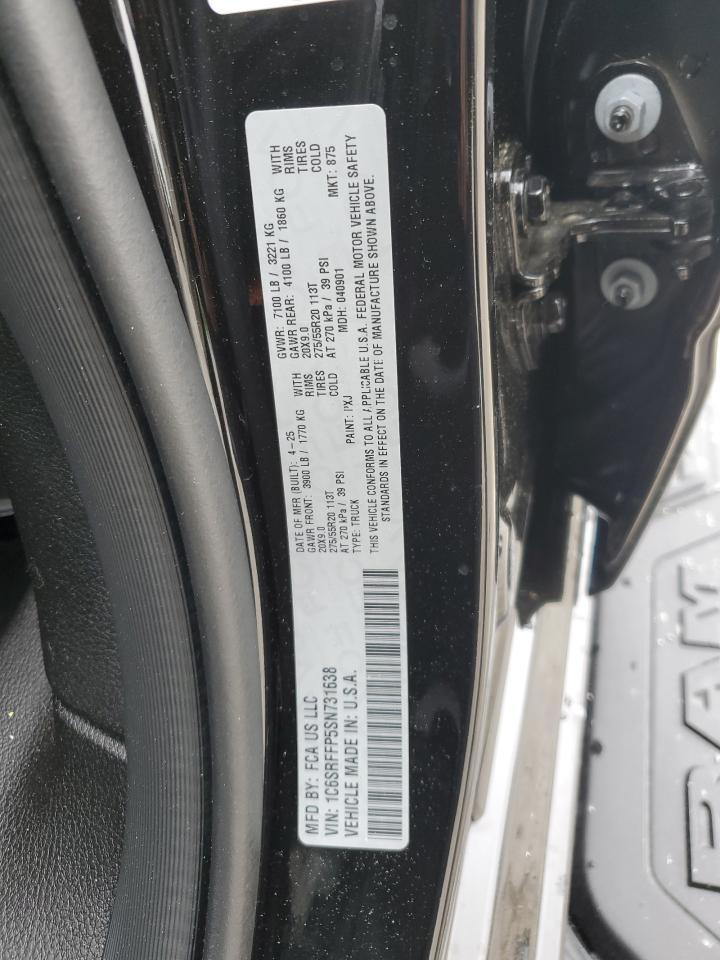 MFD BY: FCA US LLC
VIN: 1C6SRFFP5SN731638
VEHICLE MADE IN: U.S.A.
DATE OF MFR (BUILT): 4-25
GAWR FRONT: 3900 LB / 1770 KG WITH
20X9.0 RIMS
275/55R20 113T TIRES
AT 270 kPa / 39 PSI COLD
TYPE: TRUCK PAINT: PXJ
GVWR: 7100 LB / 3221 KG
GAWR REAR: 4100 LB / 1860 KG WITH
20X9.0 RIMS
275/55R20 113T TIRES
AT 270 kPa / 39 PSI COLD
MDH: 040901 MKT: 875
THIS VEHICLE CONFORMS TO ALL APPLICABLE U.S.A. FEDERAL MOTOR VEHICLE SAFETY
STANDARDS IN EFFECT ON THE DATE OF MANUFACTURE SHOWN ABOVE.
RAM